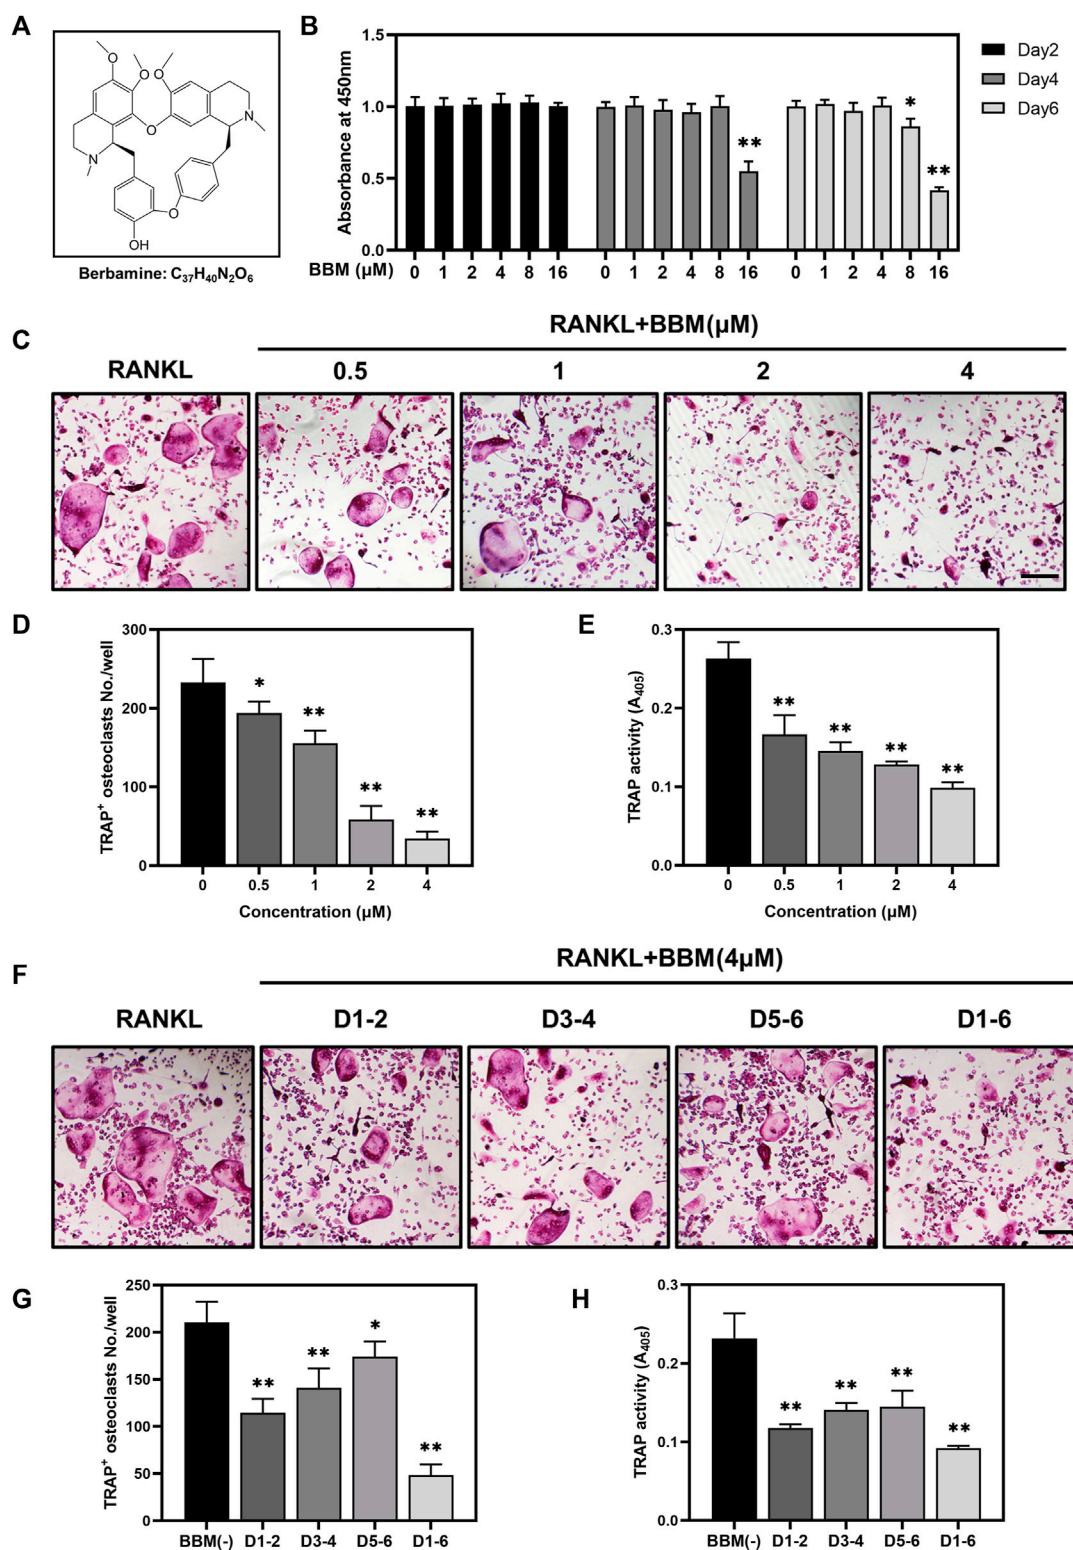 A
O
O
O
O
N
N
O
OH
Berbamine: C37H40N2O6
B
1.5
1.0
0.5
0.0
Absorbance at 450nm
**
*
**
Day2
Day4
Day6
BBM (µM) 0 1 2 4 8 16 0 1 2 4 8 16 0 1 2 4 8 16
C
RANKL+BBM(µM)
RANKL 0.5 1 2 4
D
TRAP+ osteoclasts No./well
300
200
100
0
* ** ** **
0 0.5 1 2 4
Concentration (µM)
E
TRAP activity (A405)
0.3
0.2
0.1
0.0
** ** ** **
0 0.5 1 2 4
Concentration (µM)
F
RANKL+BBM(4µM)
RANKL D1-2 D3-4 D5-6 D1-6
G
TRAP+ osteoclasts No./well
250
200
150
100
50
0
** ** * **
BBM(-) D1-2 D3-4 D5-6 D1-6
H
TRAP activity (A405)
0.3
0.2
0.1
0.0
** ** ** **
BBM(-) D1-2 D3-4 D5-6 D1-6